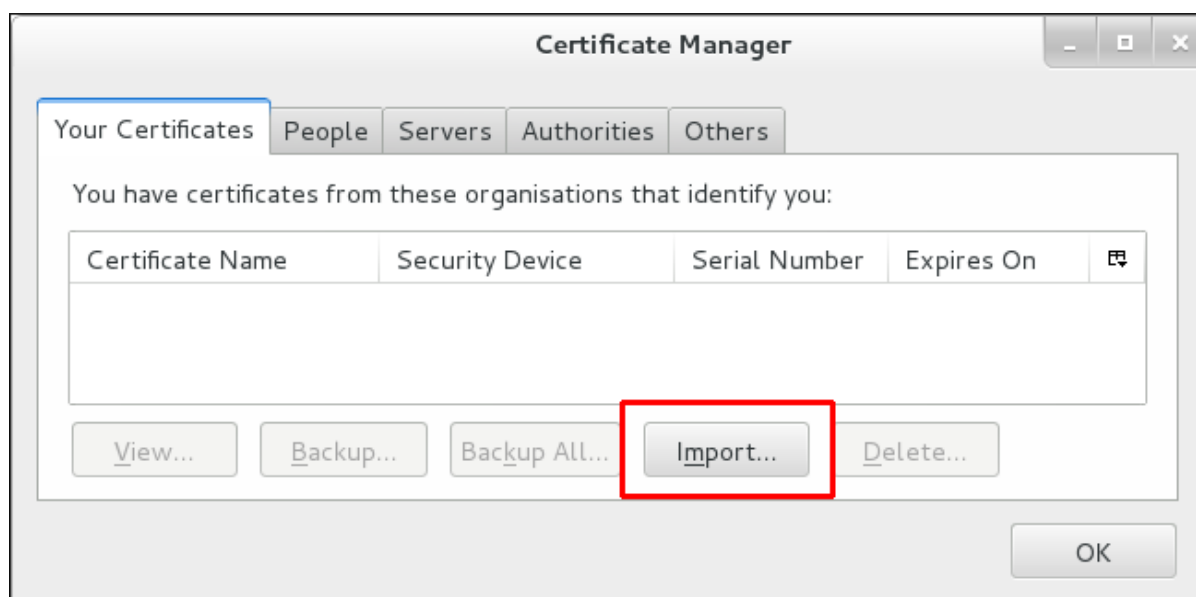 Certificate Manager
Your Certificates People Servers Authorities Others
You have certificates from these organisations that identify you:
Certificate Name Security Device Serial Number Expires On
View... Backup... Backup All... Import... Delete...
OK